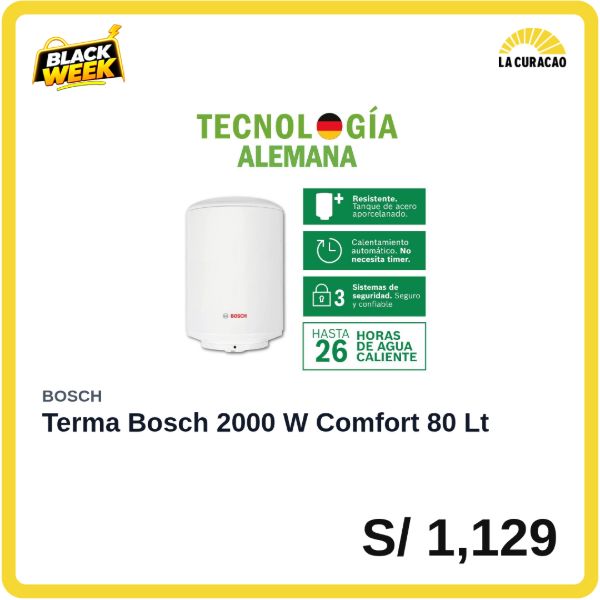 BLACK
WEEK
LA CURACAO
TECNOLOGÍA
ALEMANA
Resistente.
Tanque de acero
aporcelanado.
Calentamiento
automático. No
necesita timer.
3
Sistemas de
seguridad. Seguro
y confiable
HASTA
26
HORAS
DE AGUA
CALIENTE
BOSCH
BOSCH
Terma Bosch 2000 W Comfort 80 Lt
S/ 1,129